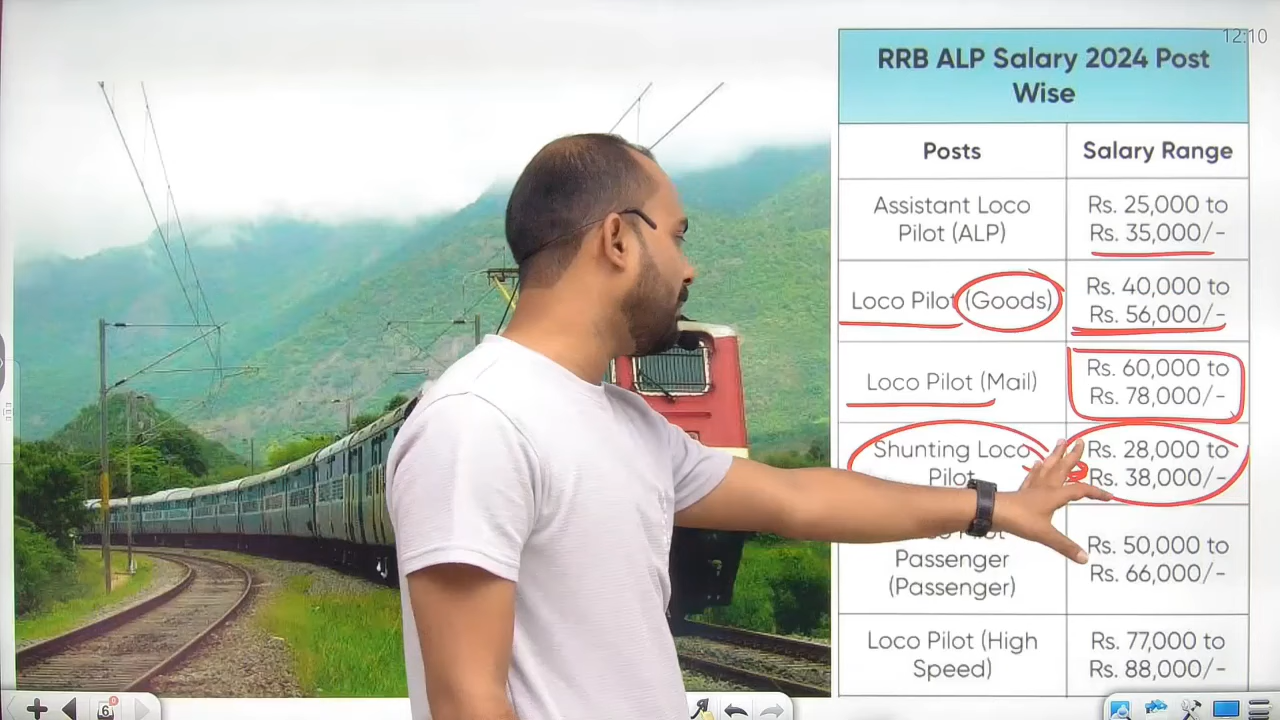 12:10
RRB ALP Salary 2024 Post
Wise
Posts
Salary Range
Assistant Loco
Pilot (ALP)
Rs. 25,000 to
Rs. 35,000/-
Loco Pilot (Goods)
Rs. 40,000 to
Rs. 56,000/-
Loco Pilot (Mail)
Rs. 60,000 to
Rs. 78,000/-
Shunting Loco
Pilot
Rs. 28,000 to
Rs. 38,000/-
Pilot
Passenger
(Passenger)
Rs. 50,000 to
Rs. 66,000/-
Loco Pilot (High
Speed)
Rs. 77,000 to
Rs. 88,000/-
6